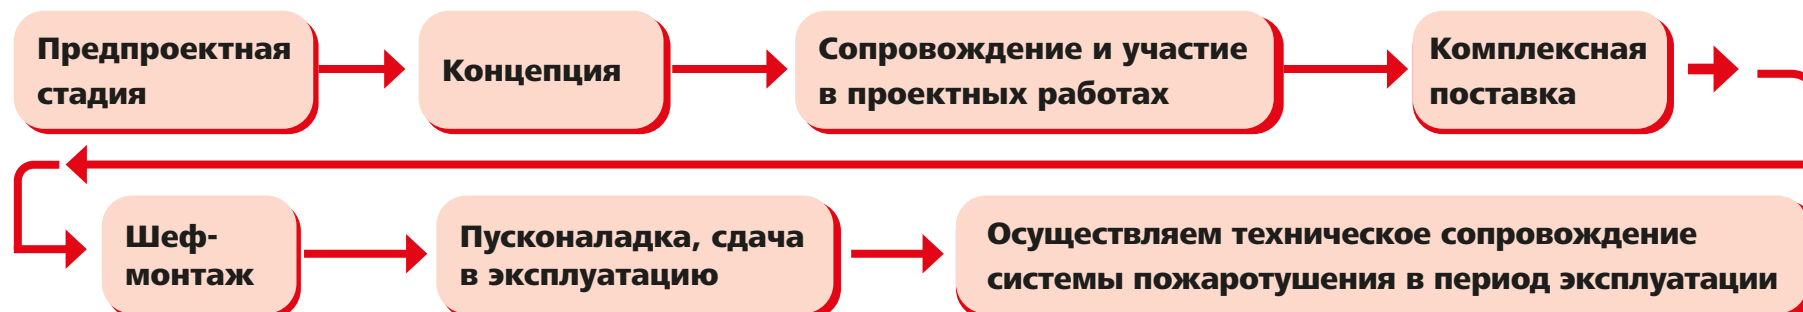 Предпроектная
стадия
Концепция
Сопровождение и участие
в проектных работах
Комплексная
поставка
Шеф-
монтаж
Пусконаладка, сдача
в эксплуатацию
Осуществляем техническое сопровождение
системы пожаротушения в период эксплуатации